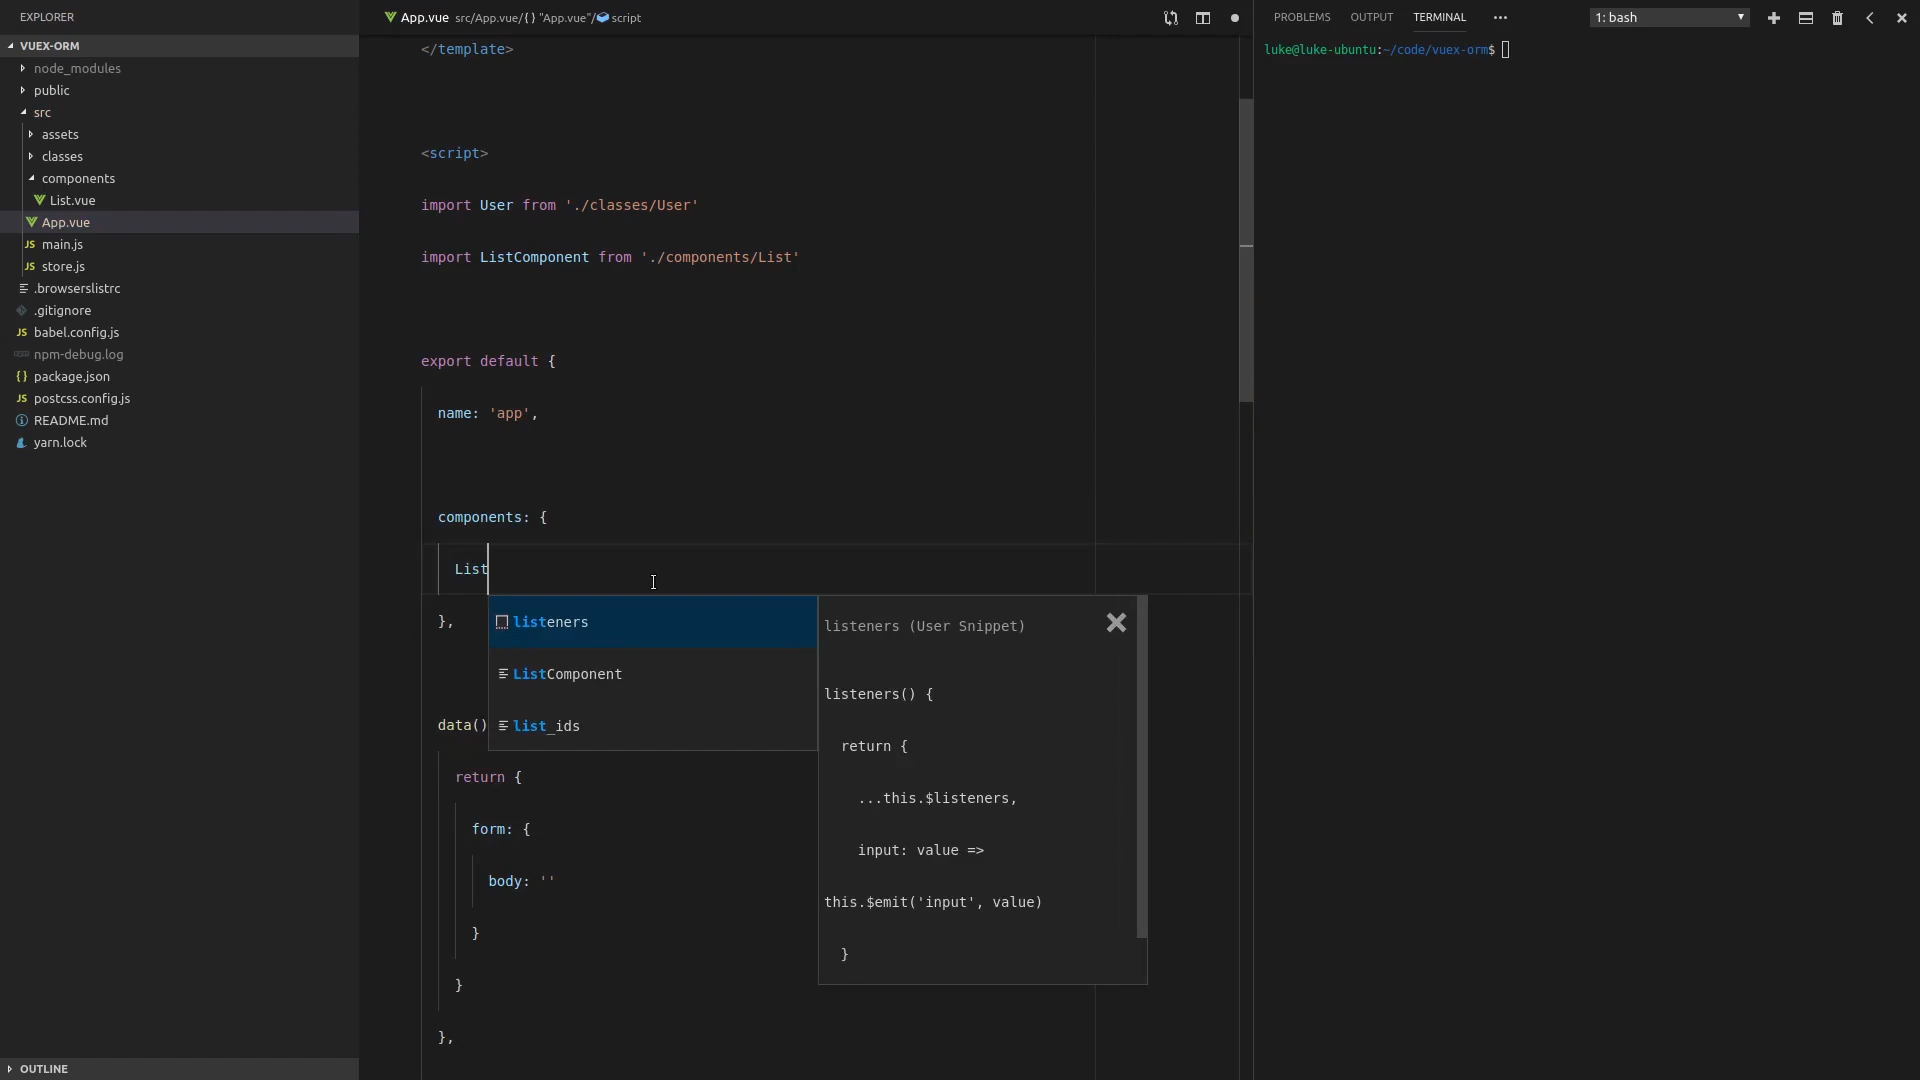 EXPLORER
VUEX-ORM
node_modules
public
src
assets
classes
components
List.vue
App.vue
main.js
store.js
.browserslistrc
.gitignore
babel.config.js
npm-debug.log
package.json
postcss.config.js
README.md
yarn.lock
OUTLINE
App.vue src/App.vue/{ } "App.vue"/script
</template>
<script>
import User from './classes/User'
import ListComponent from './components/List'
export default {
name: 'app',
components: {
List
},
data()
return {
form: {
body: ''
}
}
},
listeners
ListComponent
list_ids
listeners (User Snippet)
listeners() {
return {
...this.$listeners,
input: value =>
this.$emit('input', value)
}
PROBLEMS OUTPUT TERMINAL ••• 1: bash
luke@luke-ubuntu:~/code/vuex-orm$